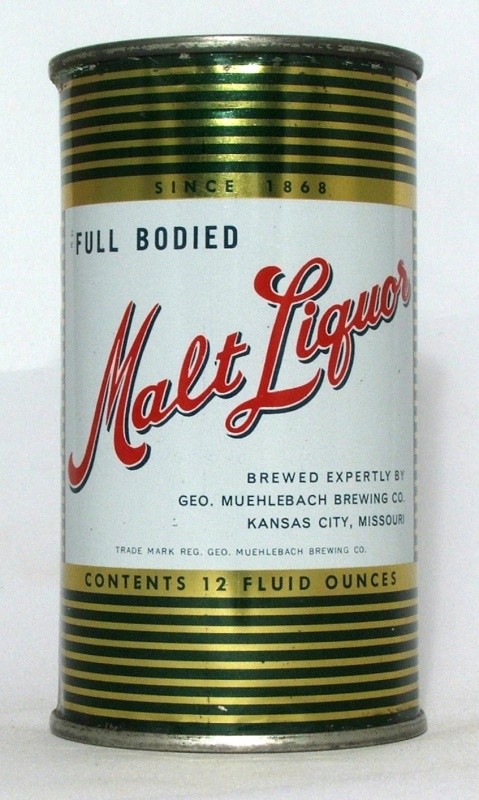 SINCE 1868
FULL BODIED
Malt Liquor
BREWED EXPERTLY BY
GEO. MUEHLEBACH BREWING CO.
KANSAS CITY, MISSOURI
TRADE MARK REG. GEO. MUEHLEBACH BREWING CO.
CONTENTS 12 FLUID OUNCES